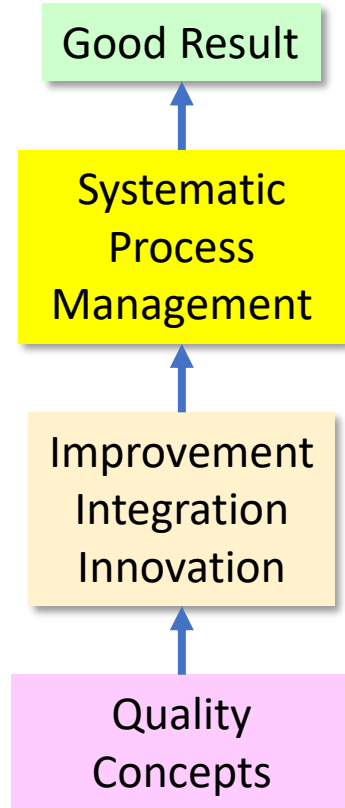 Good Result
Systematic
Process
Management
Improvement
Integration
Innovation
Quality
Concepts